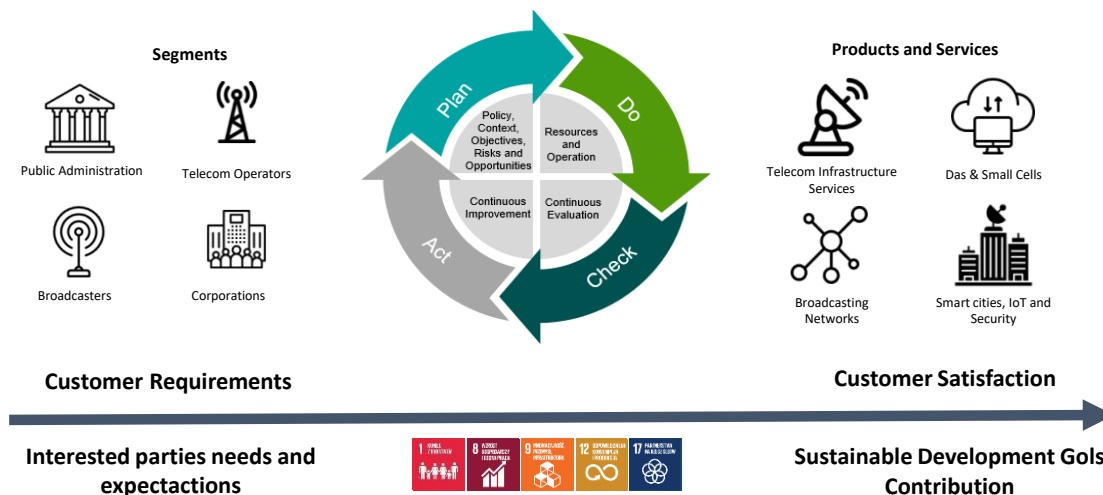 Segments
Public Administration
Telecom Operators
Broadcasters
Corporations
Plan
Do
Check
Act
Policy,
Context,
Objectives,
Risks and
Opportunities
Resources
and
Operation
Continuous
Improvement
Continuous
Evaluation
Products and Services
Telecom Infrastructure
Services
Das & Small Cells
Broadcasting
Networks
Smart cities, IoT and
Security
Customer Requirements
Customer Satisfaction
Interested parties needs and
expectactions
1
8 WZROST
GOSPODARCZY
9
12
17 PARTNERSTWA
Sustainable Development Gols
Contribution